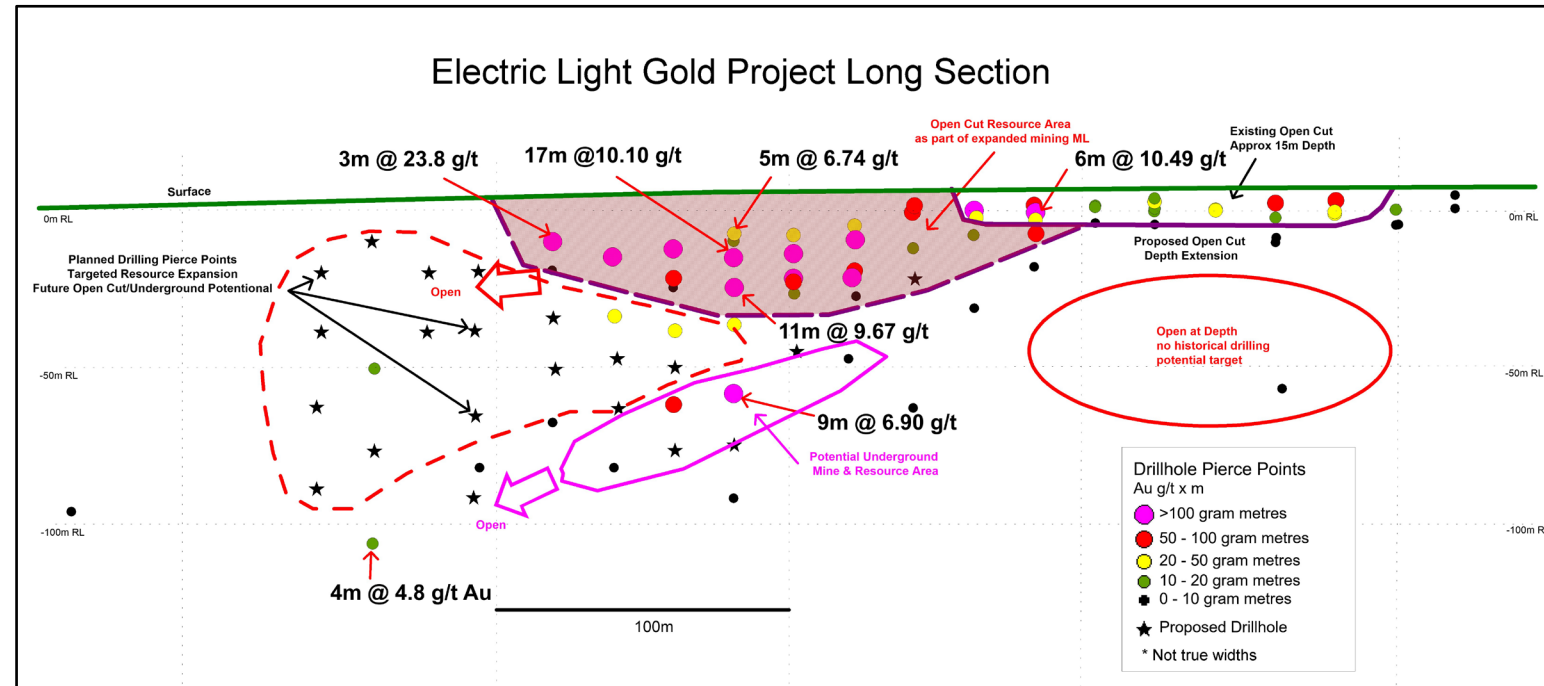 Electric Light Gold Project Long Section
Open Cut Resource Area
as part of expanded mining ML
Existing Open Cut
Approx 15m Depth
3m @ 23.8 g/t
17m @10.10 g/t
5m @ 6.74 g/t
6m @ 10.49 g/t
Surface
0m RL
0m RL
Planned Drilling Pierce Points
Targeted Resource Expansion
Future Open Cut/Underground Potentional
Open
Proposed Open Cut
Depth Extension
11m @ 9.67 g/t
Open at Depth
no historical drilling
potential target
-50m RL
-50m RL
9m @ 6.90 g/t
Potential Underground
Mine & Resource Area
Open
-100m RL
-100m RL
4m @ 4.8 g/t Au
100m
Drillhole Pierce Points
Au g/t x m
>100 gram metres
50 - 100 gram metres
20 - 50 gram metres
10 - 20 gram metres
0 - 10 gram metres
Proposed Drillhole
* Not true widths